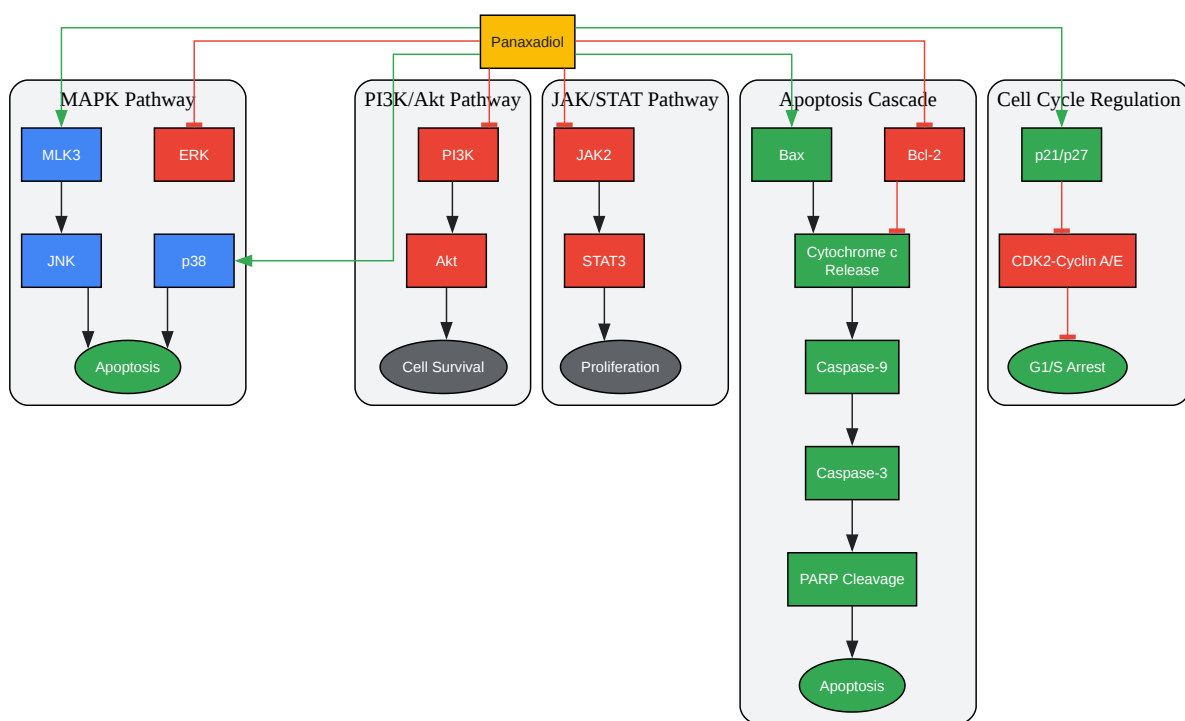 Panaxadiol
MAPK Pathway
PI3K/Akt Pathway
JAK/STAT Pathway
Apoptosis Cascade
Cell Cycle Regulation
MLK3
ERK
PI3K
JAK2
Bax
Bcl-2
p21/p27
JNK
p38
Akt
STAT3
Cytochrome c
Release
CDK2-Cyclin A/E
Apoptosis
Cell Survival
Proliferation
Caspase-9
G1/S Arrest
Caspase-3
PARP Cleavage
Apoptosis